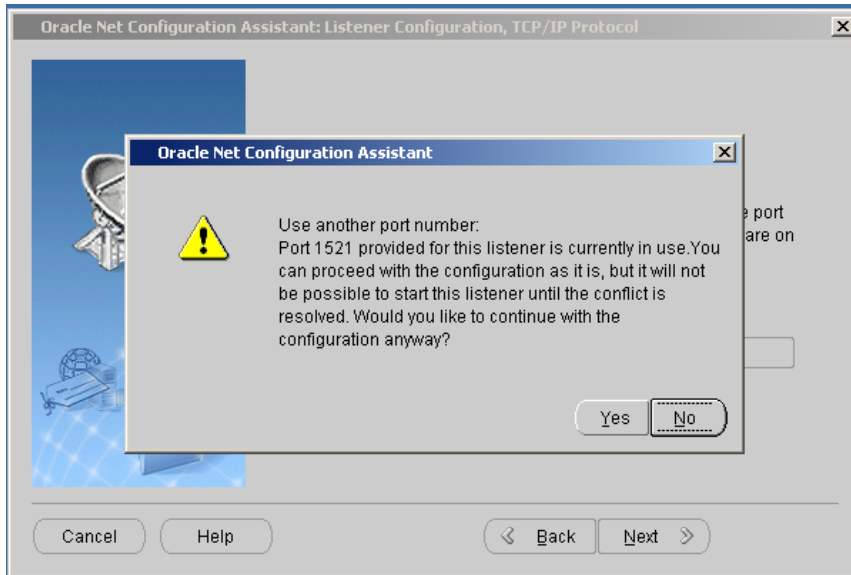 Oracle Net Configuration Assistant: Listener Configuration, TCP/IP Protocol
Oracle Net Configuration Assistant
Use another port number:
Port 1521 provided for this listener is currently in use.You
can proceed with the configuration as it is, but it will not
be possible to start this listener until the conflict is
resolved. Would you like to continue with the
configuration anyway?
Yes
No
port
are on
Cancel
Help
Back
Next